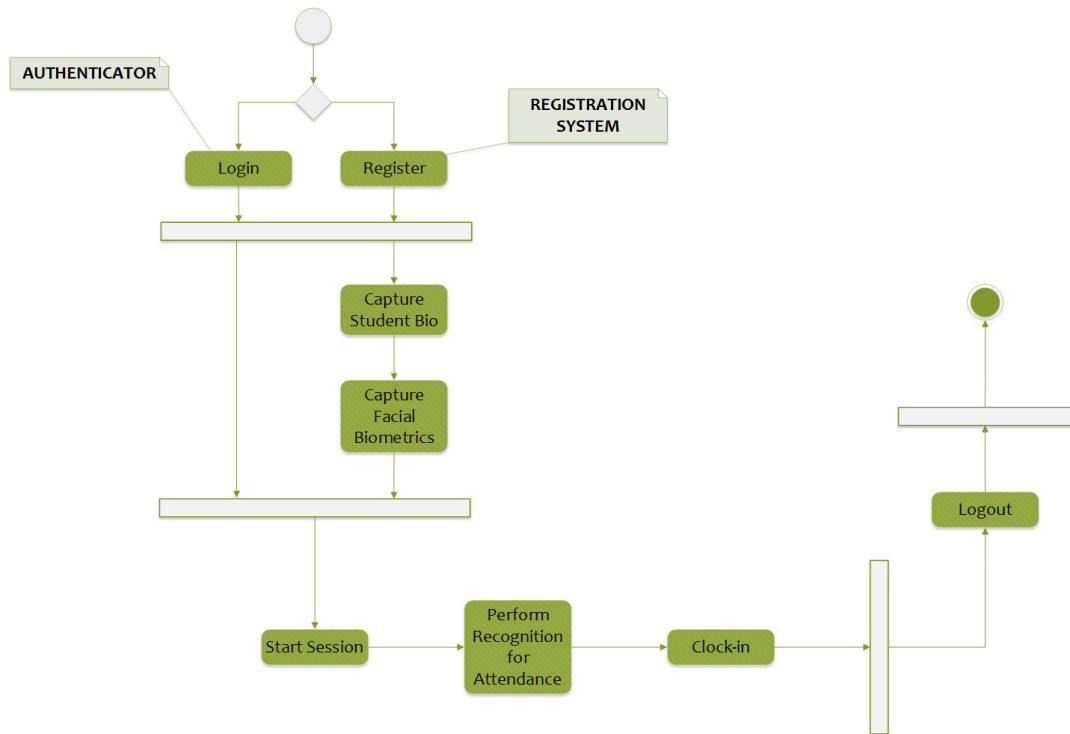 AUTHENTICATOR
REGISTRATION
SYSTEM
Login
Register
Capture
Student Bio
Capture
Facial
Biometrics
Logout
Start Session
Perform
Recognition
for
Attendance
Clock-in